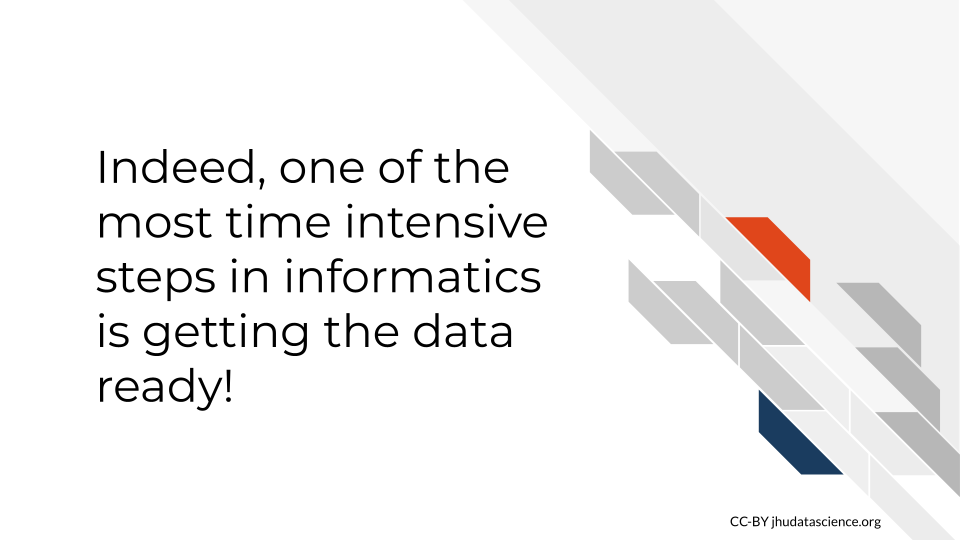 Indeed, one of the
most time intensive
steps in informatics
is getting the data
ready!
CC-BY jhudatascience.org